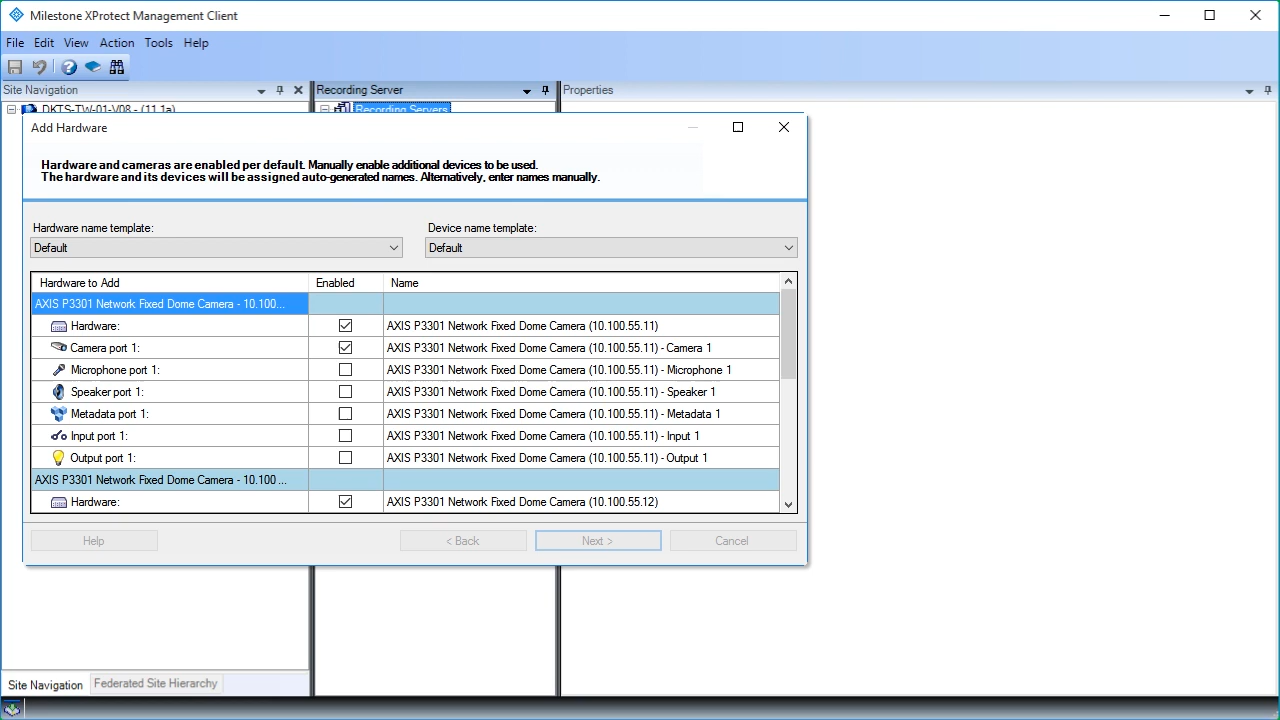 Milestone XProtect Management Client
File Edit View Action Tools Help
Site Navigation
Recording Server
Properties
DKTS-TW-01-V08 - (11.1a)
Recording Servers
Add Hardware
Hardware and cameras are enabled per default. Manually enable additional devices to be used.
The hardware and its devices will be assigned auto-generated names. Alternatively, enter names manually.
Hardware name template: Device name template:
Default Default
Hardware to Add Enabled Name
AXIS P3301 Network Fixed Dome Camera - 10.100...
Hardware: AXIS P3301 Network Fixed Dome Camera (10.100.55.11)
Camera port 1: AXIS P3301 Network Fixed Dome Camera (10.100.55.11) - Camera 1
Microphone port 1: AXIS P3301 Network Fixed Dome Camera (10.100.55.11) - Microphone 1
Speaker port 1: AXIS P3301 Network Fixed Dome Camera (10.100.55.11) - Speaker 1
Metadata port 1: AXIS P3301 Network Fixed Dome Camera (10.100.55.11) - Metadata 1
Input port 1: AXIS P3301 Network Fixed Dome Camera (10.100.55.11) - Input 1
Output port 1: AXIS P3301 Network Fixed Dome Camera (10.100.55.11) - Output 1
AXIS P3301 Network Fixed Dome Camera - 10.100 ...
Hardware: AXIS P3301 Network Fixed Dome Camera (10.100.55.12)
Help < Back Next > Cancel
Site Navigation Federated Site Hierarchy